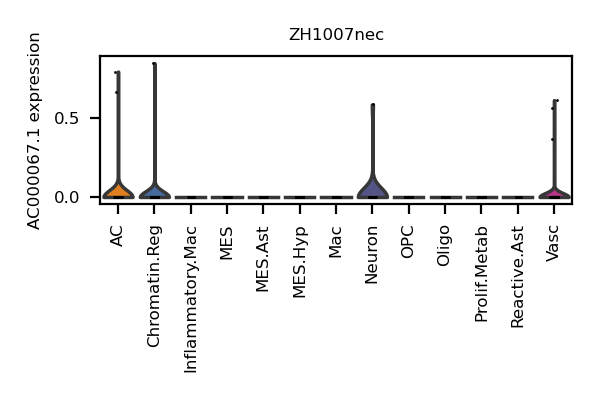 ZH1007nec
AC000067.1 expression
0.5
0.0
AC
Chromatin.Reg
Inflammatory.Mac
MES
MES.Ast
MES.Hyp
Mac
Neuron
OPC
Oligo
Prolif.Metab
Reactive.Ast
Vasc